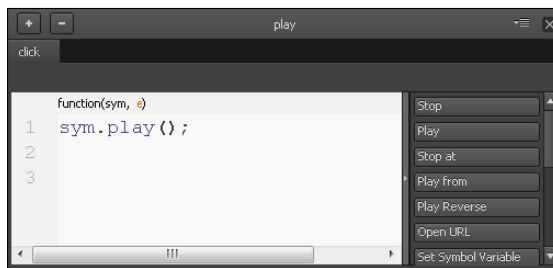 + - play
click
function(sym, e)
1 sym.play();
2
3
Stop
Play
Stop at
Play from
Play Reverse
Open URL
Set Symbol Variable